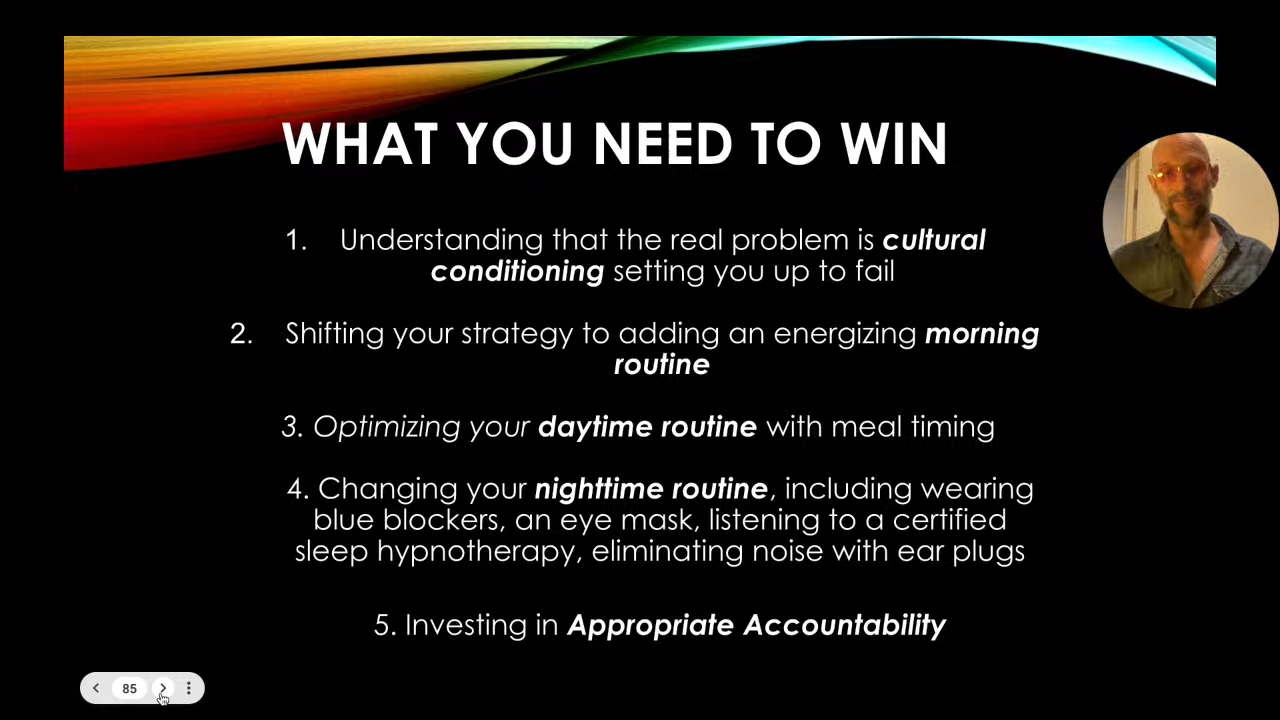 WHAT YOU NEED TO WIN
1. Understanding that the real problem is cultural
conditioning setting you up to fail
2. Shifting your strategy to adding an energizing morning
routine
3. Optimizing your daytime routine with meal timing
4. Changing your nighttime routine, including wearing
blue blockers, an eye mask, listening to a certified
sleep hypnotherapy, eliminating noise with ear plugs
5. Investing in Appropriate Accountability
85